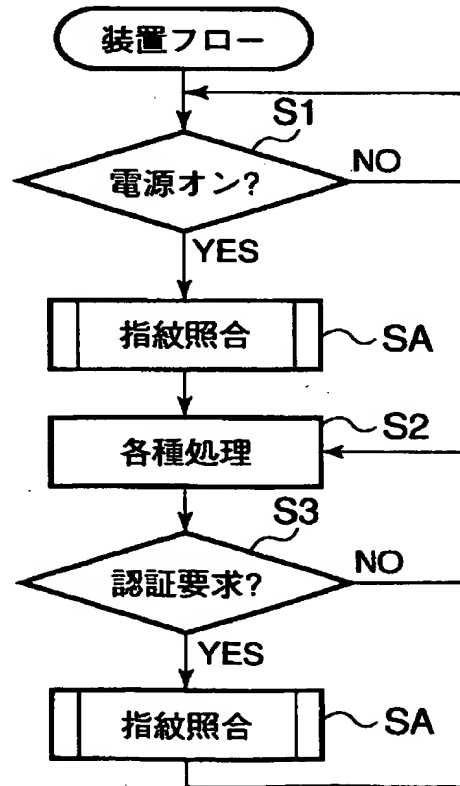 装置フロー
S1
電源オン?
NO
YES
指紋照合
SA
S2
各種処理
S3
認証要求?
NO
YES
指紋照合
SA